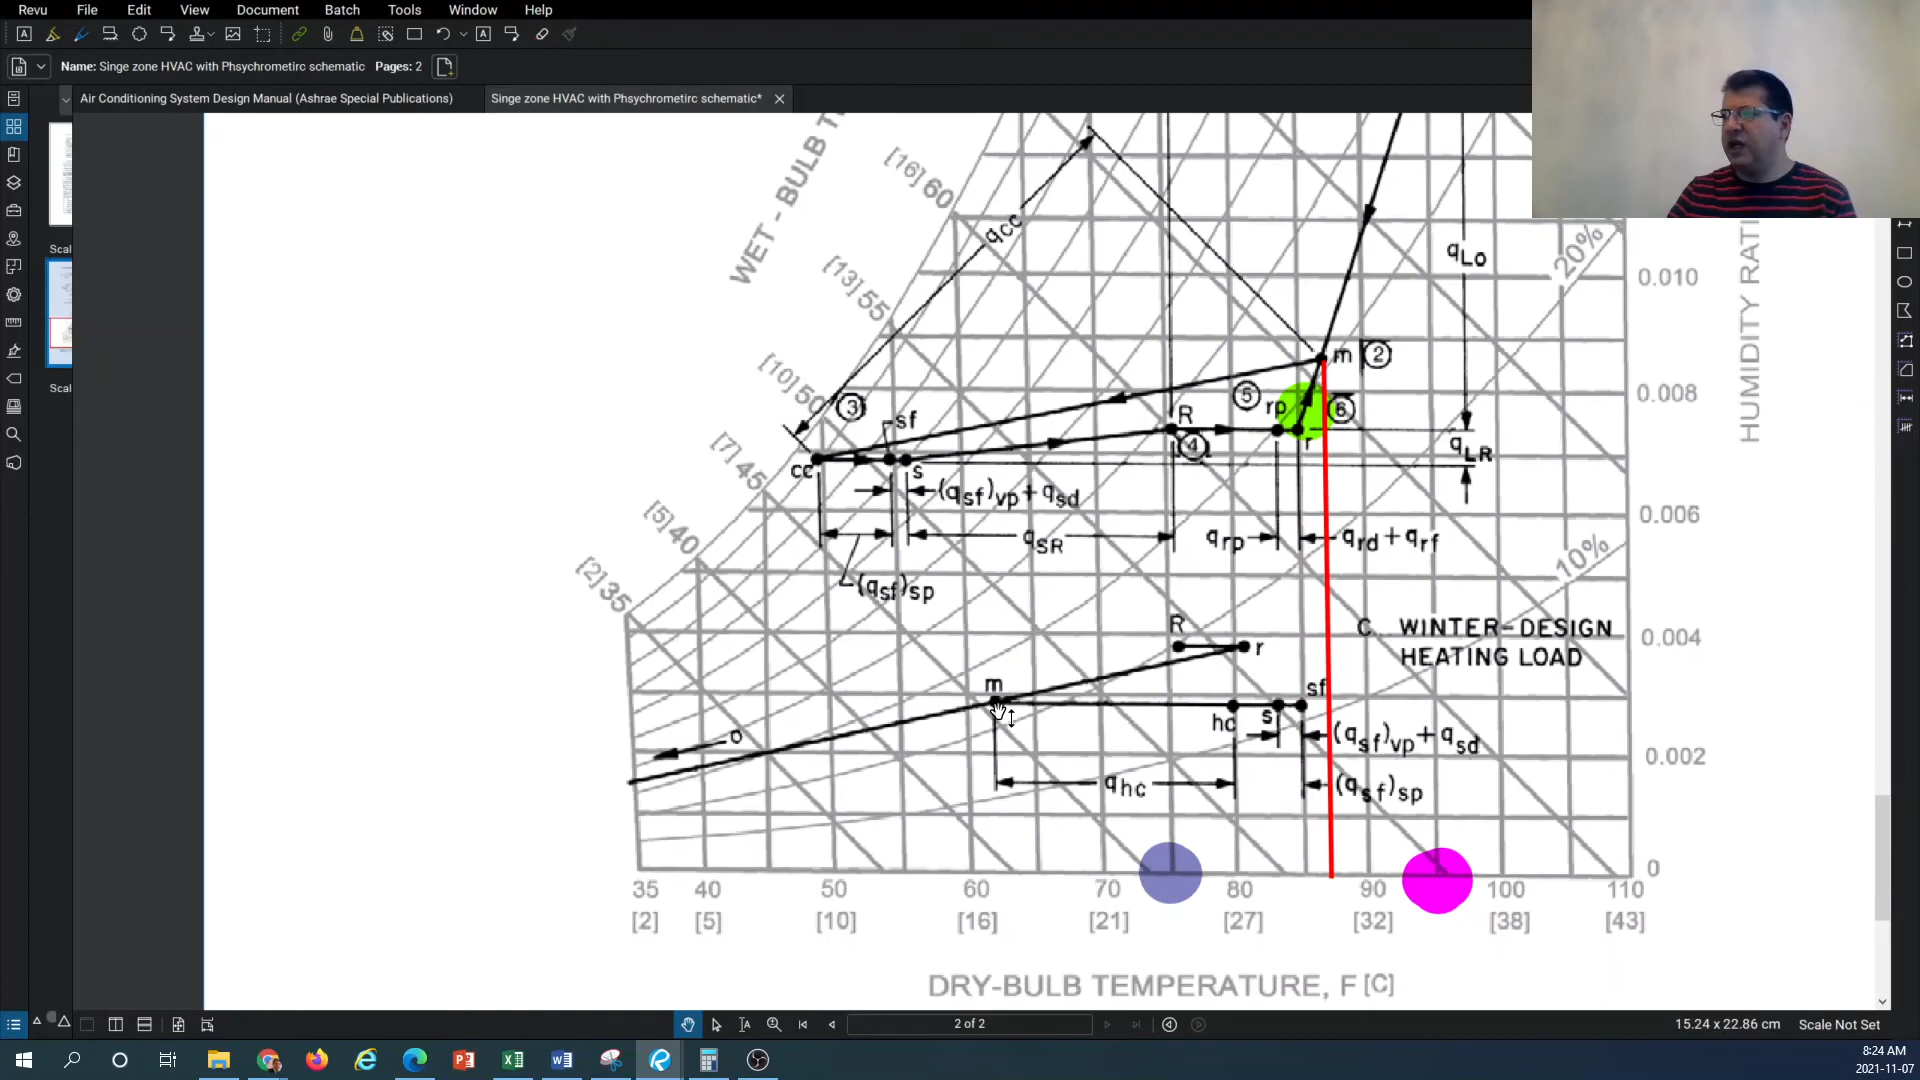 Revu File Edit View Document Batch Tools Window Help
Name: Singe zone HVAC with Phsychrometirc schematic Pages: 2
Air Conditioning System Design Manual (Ashrae Special Publications) Singe zone HVAC with Phsychrometirc schematic*
Scal
Scal
WET - BULB
[16] 60
[13] 55
[10] 50
[7] 45
[5] 40
[2] 35
qcc
qLO
20%
0.010
HUMIDITY RATI
m 2
0.008
3 sf
5 rp 6
R
4
r
qLR
cc s
(qsf)vp + qsd
0.006
qSR qrp qrd + qrf
10%
(qsf)sp
R
r
C. WINTER-DESIGN
HEATING LOAD
0.004
m
sf
hc s
o
(qsf)vp + qsd
0.002
qhc
(qsf)sp
0
35 40 50 60 70 80 90 100 110
[2] [5] [10] [16] [21] [27] [32] [38] [43]
DRY-BULB TEMPERATURE, F [C]
2 of 2
15.24 x 22.86 cm Scale Not Set
8:24 AM
2021-11-07